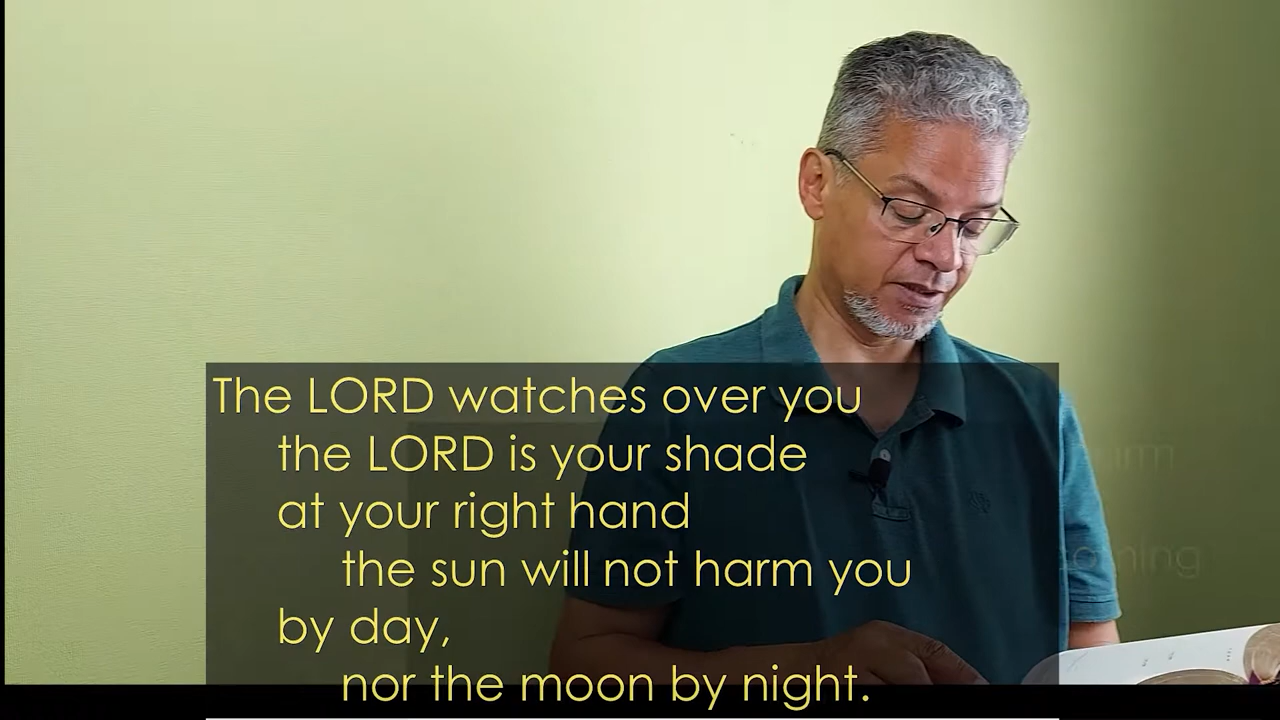 The LORD watches over you
the LORD is your shade
at your right hand
the sun will not harm you
by day,
nor the moon by night.